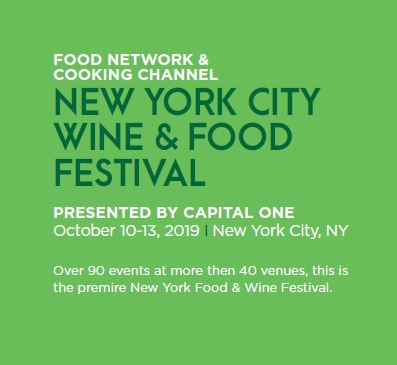 FOOD NETWORK &
COOKING CHANNEL
NEW YORK CITY
WINE & FOOD
FESTIVAL
PRESENTED BY CAPITAL ONE
October 10-13, 2019 | New York City, NY
Over 90 events at more then 40 venues, this is
the premire New York Food & Wine Festival.